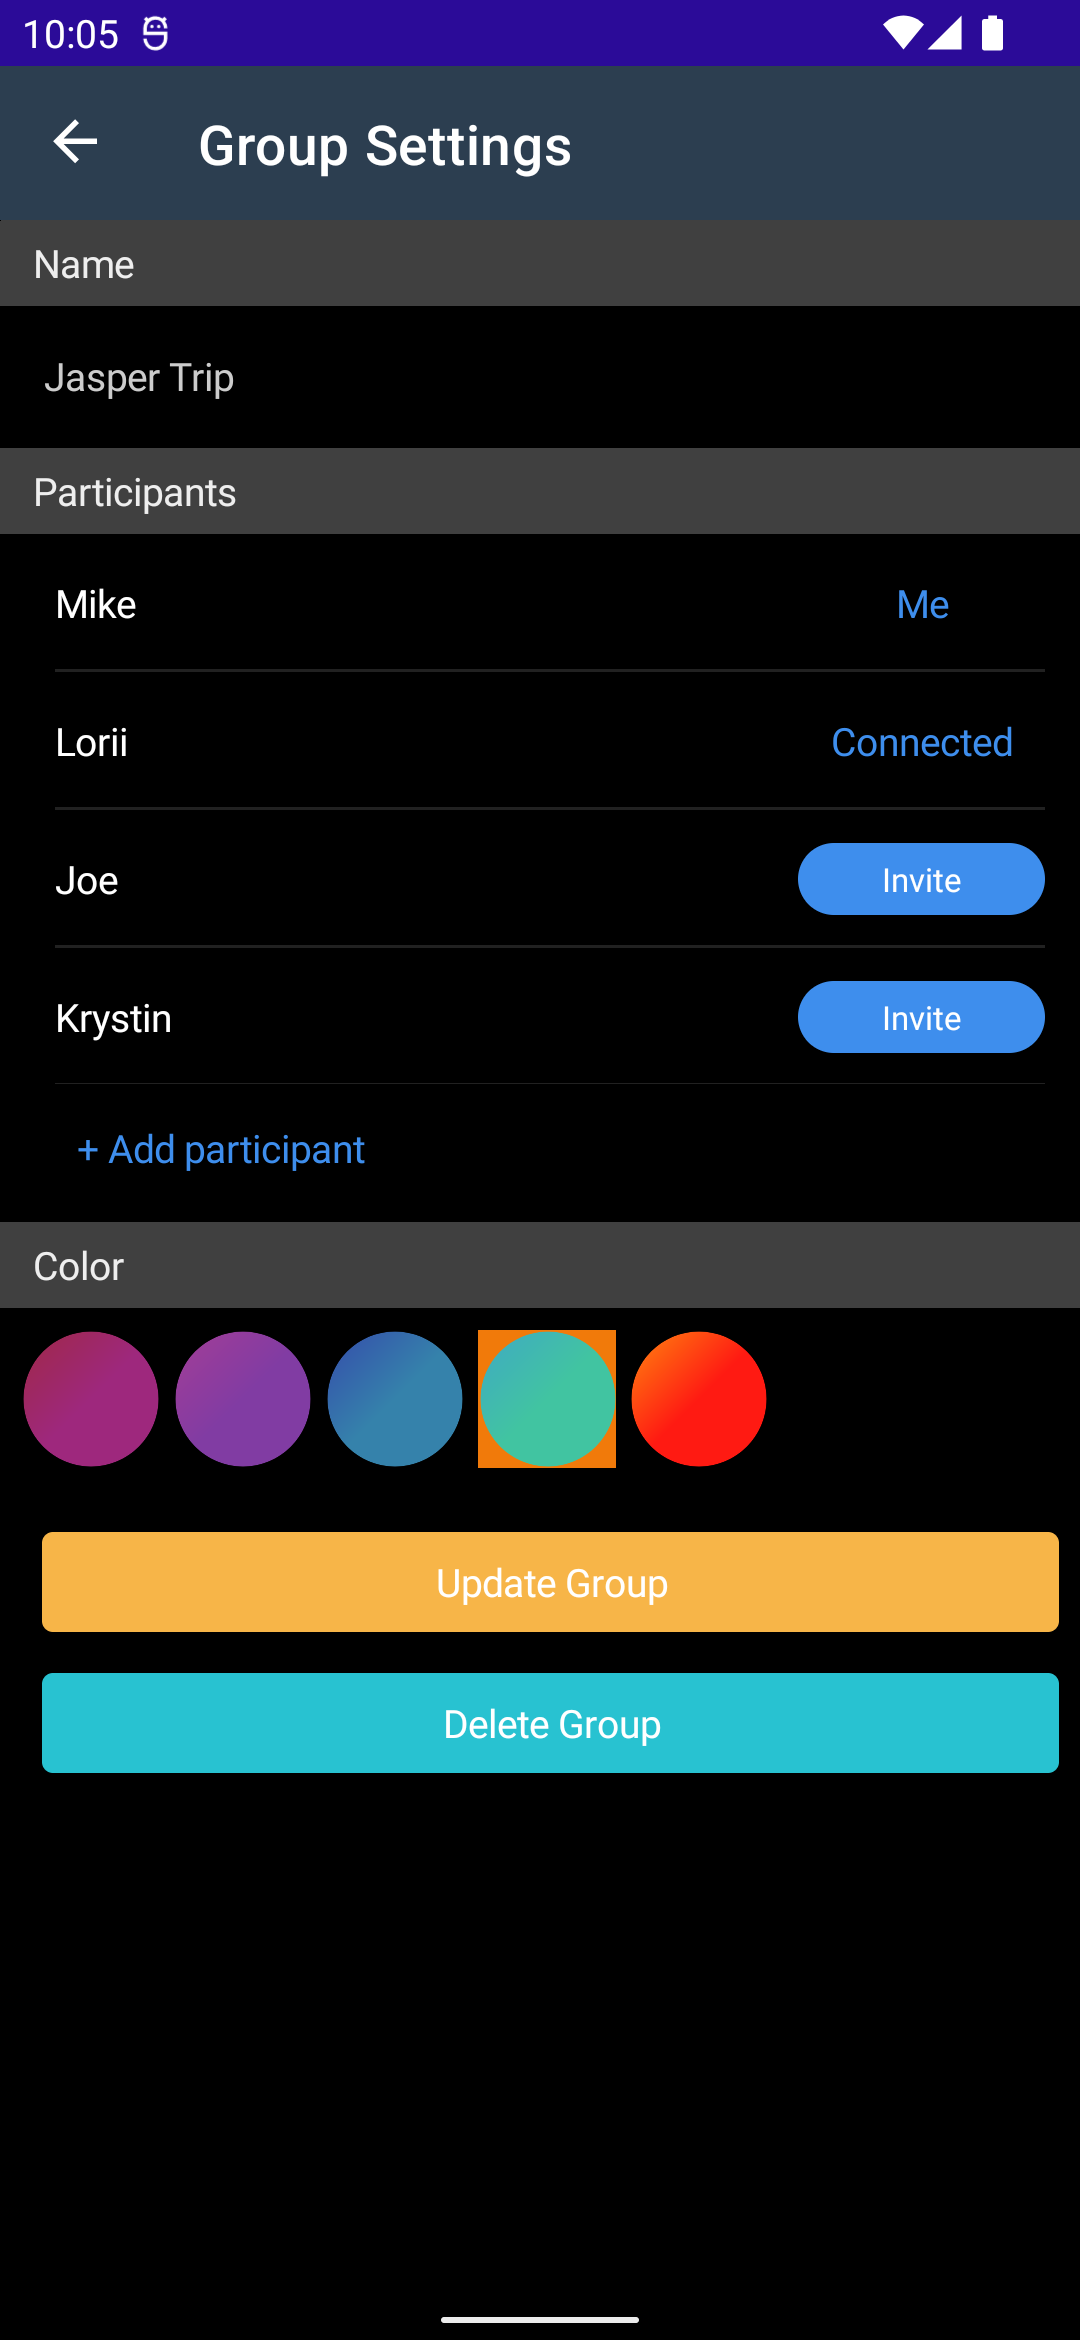 10:05
Group Settings
Name
Jasper Trip
Participants
Mike
Me
Lorii
Connected
Joe
Invite
Krystin
Invite
+ Add participant
Color
Update Group
Delete Group